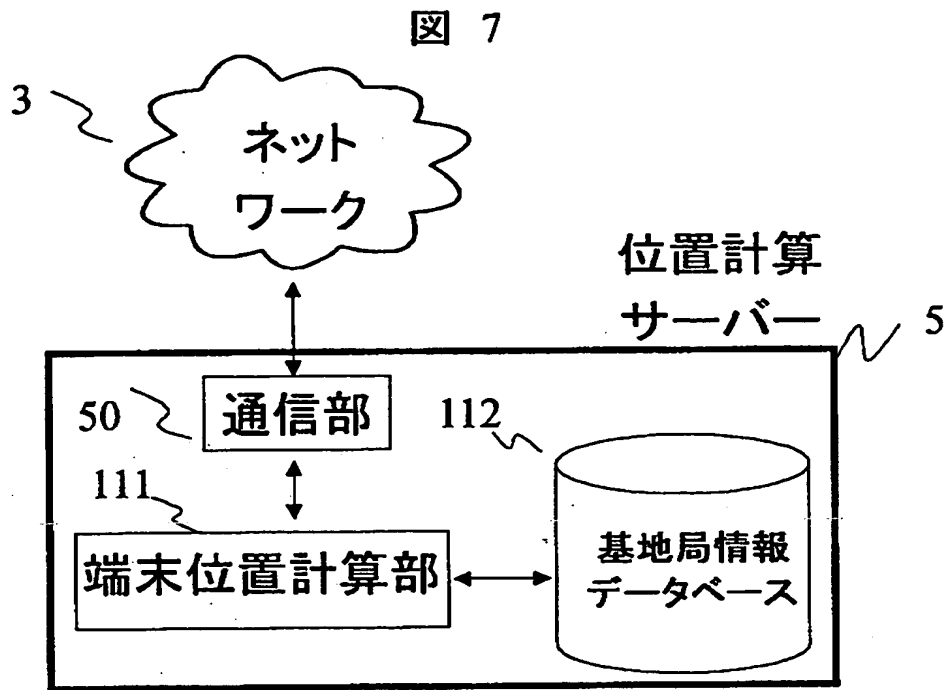 図 7
3
ネット
ワーク
位置計算
サーバー
5
50
通信部
112
111
端末位置計算部
基地局情報
データベース